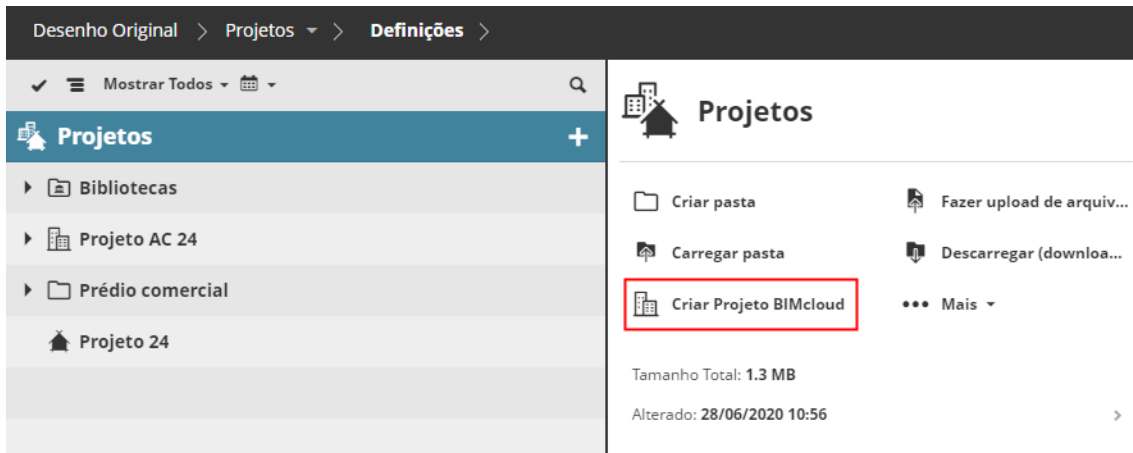 Desenho Original > Projetos > Definições >
Mostrar Todos
Projetos
Bibliotecas
Projeto AC 24
Prédio comercial
Projeto 24
Projetos
Criar pasta
Fazer upload de arquiv...
Carregar pasta
Descarregar (downloa...
Criar Projeto BIMcloud
Mais
Tamanho Total: 1.3 MB
Alterado: 28/06/2020 10:56